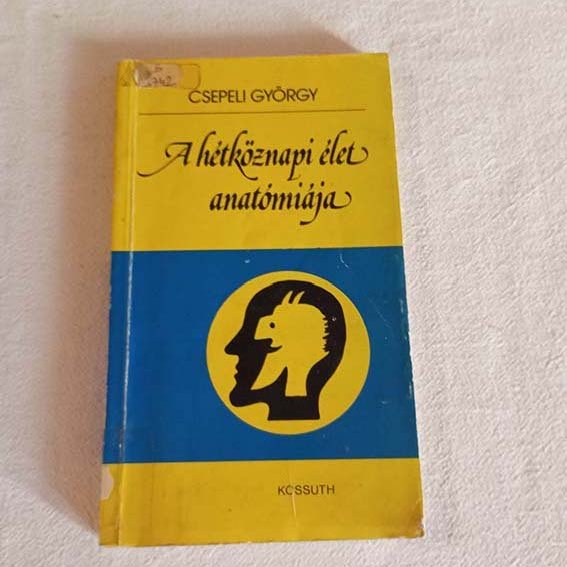 CSEPELI GYÖRGY
A hétköznapi élet
anatómiája
KOSSUTH